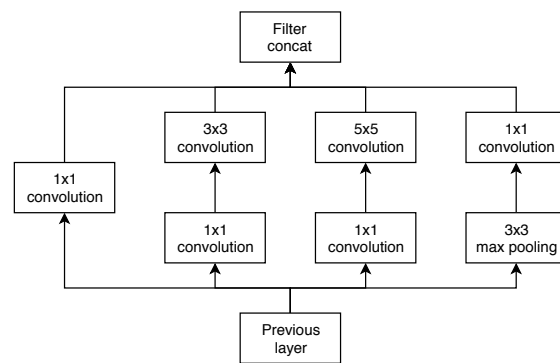 Filter
concat
3x3
convolution
5x5
convolution
1x1
convolution
1x1
convolution
1x1
convolution
1x1
convolution
3x3
max pooling
Previous
layer